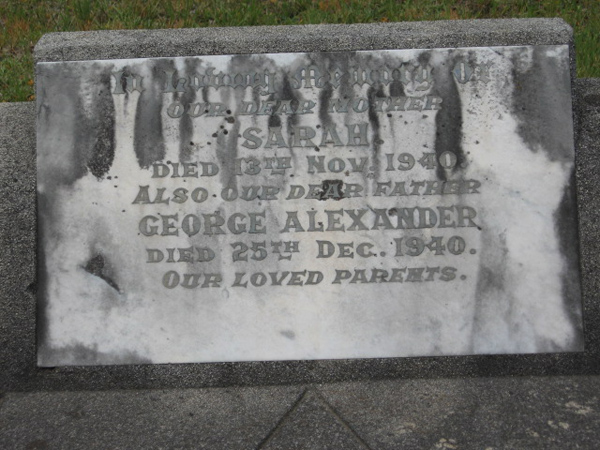 In Loving Memory Of
OUR DEAR MOTHER
SARAH.
DIED 13TH NOV. 1940
ALSO OUR DEAR FATHER
GEORGE ALEXANDER
DIED 25TH DEC. 1940.
OUR LOVED PARENTS.